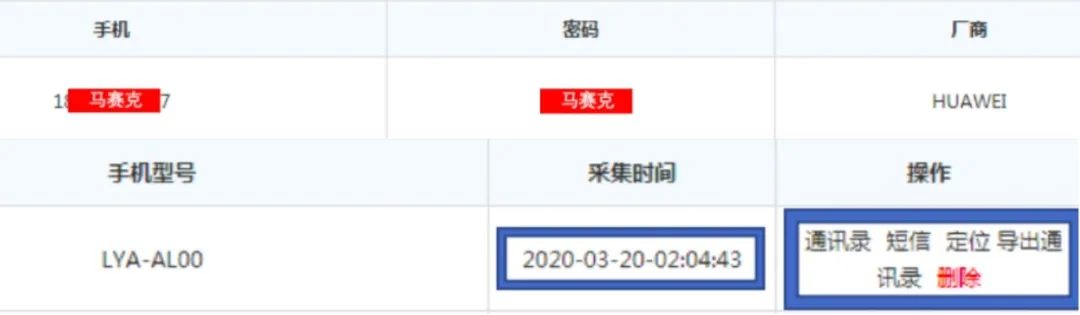 手机 密码 厂商
18 马赛克 7 马赛克 HUAWEI
手机型号 采集时间 操作
LYA-AL00 2020-03-20-02:04:43 通讯录 短信 定位 导出通
讯录 删除